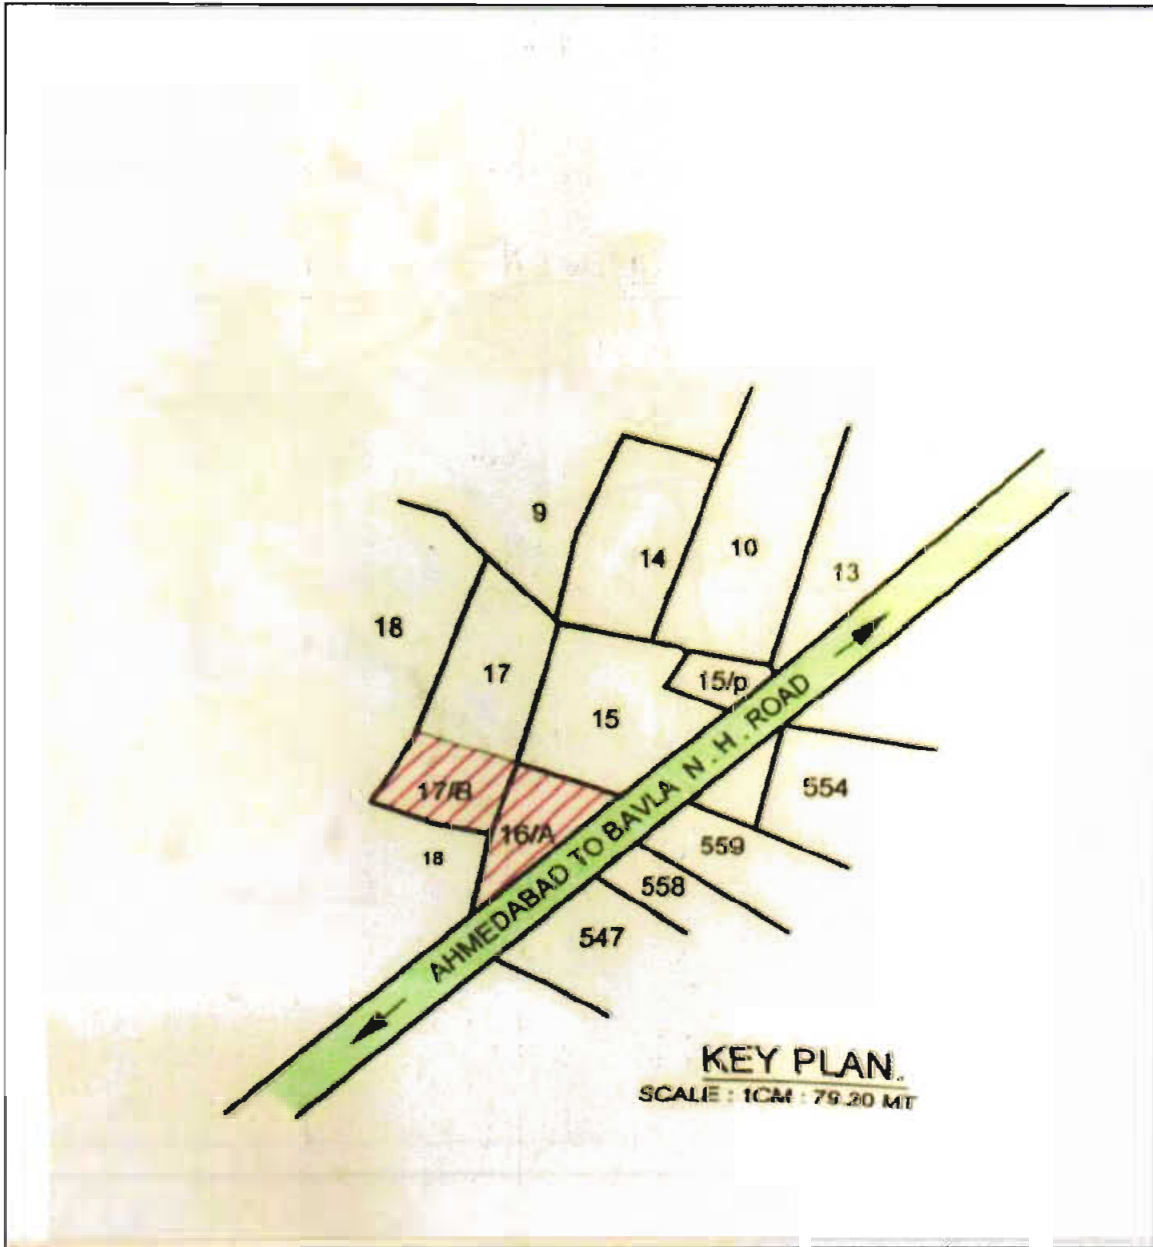 9
14
10
13
18
17
15
15/p
17/B
16/A
18
554
559
558
547
AHMEDABAD TO BAVLA N. H. ROAD
KEY PLAN.
SCALE : 1CM : 79.20 MT